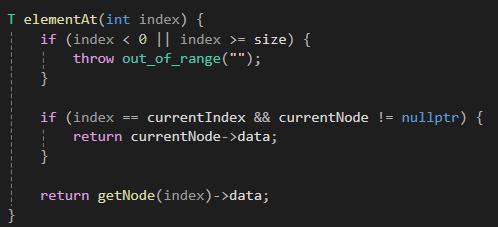 T elementAt(int index) {
    if (index < 0 || index >= size) {
        throw out_of_range("");
    }

    if (index == currentIndex && currentNode != nullptr) {
        return currentNode->data;
    }

    return getNode(index)->data;
}